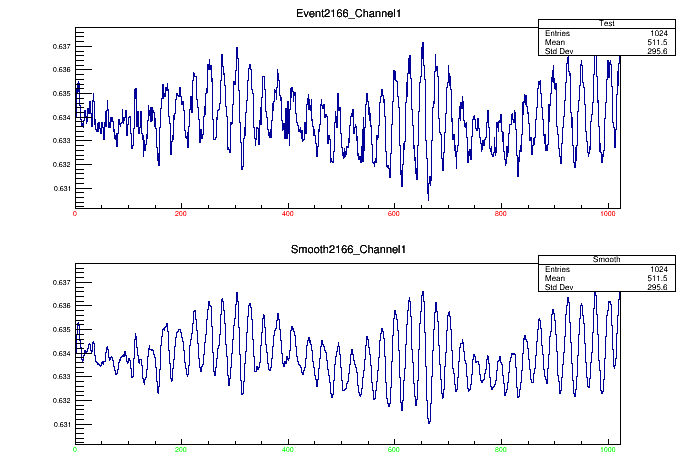 Event2166_Channel1
Test
Entries 1024
Mean 511.5
Std Dev 295.6
0.637
0.636
0.635
0.634
0.633
0.632
0.631
0 200 400 600 800 1000
Smooth2166_Channel1
Smooth
Entries 1024
Mean 511.5
Std Dev 295.6
0.637
0.636
0.635
0.634
0.633
0.632
0.631
0 200 400 600 800 1000